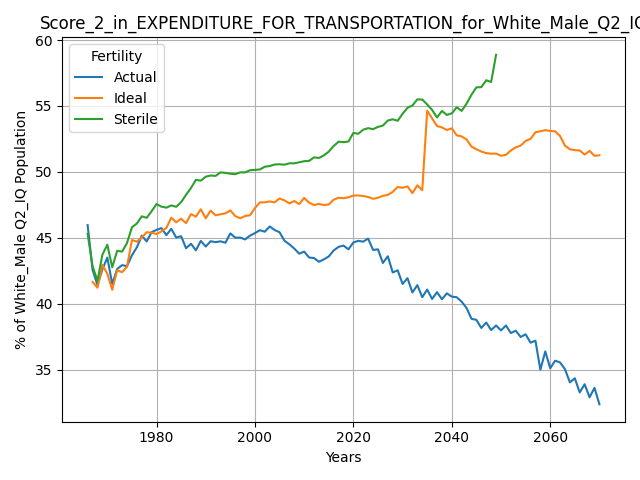 Score_2_in_EXPENDITURE_FOR_TRANSPORTATION_for_White_Male_Q2_IQ
Fertility
Actual
Ideal
Sterile
% of White_Male Q2_IQ Population
60
55
50
45
40
35
1980
2000
2020
2040
2060
Years